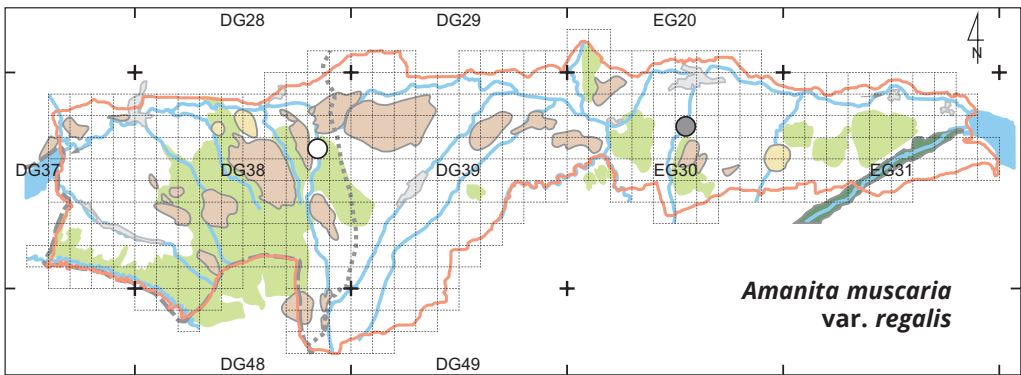 DG28 DG29 EG20
N
DG37 DG38 DG39 EG30 EG31
Amanita muscaria
var. regalis
DG48 DG49